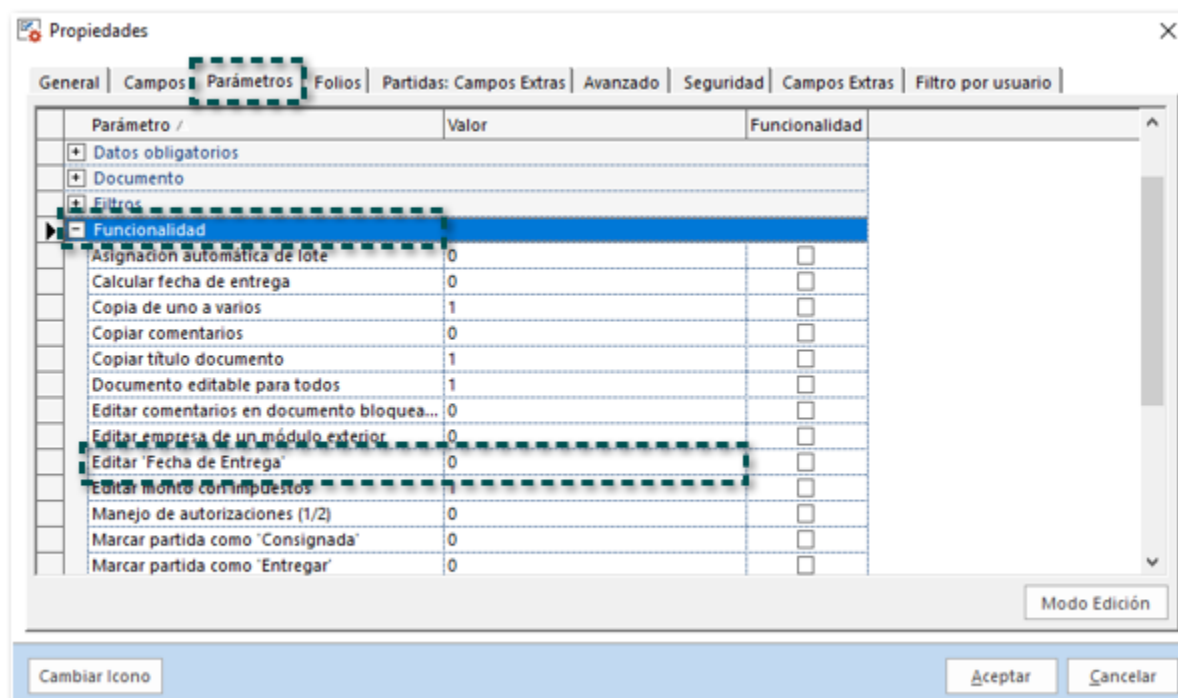 Propiedades
General Campos Parámetros Folios Partidas: Campos Extras Avanzado Seguridad Campos Extras Filtro por usuario
Parámetro Valor Funcionalidad
Datos obligatorios
Documento
Filtros
Funcionalidad
Asignación automática de lote 0
Calcular fecha de entrega 0
Copia de uno a varios 1
Copiar comentarios 0
Copiar título documento 1
Documento editable para todos 1
Editar comentarios en documento bloquea... 0
Editar empresa de un módulo exterior 0
Editar 'Fecha de Entrega' 0
Editar monto con impuestos 1
Manejo de autorizaciones (1/2) 0
Marcar partida como 'Consignada' 0
Marcar partida como 'Entregar' 0
Modo Edición
Cambiar Icono Aceptar Cancelar